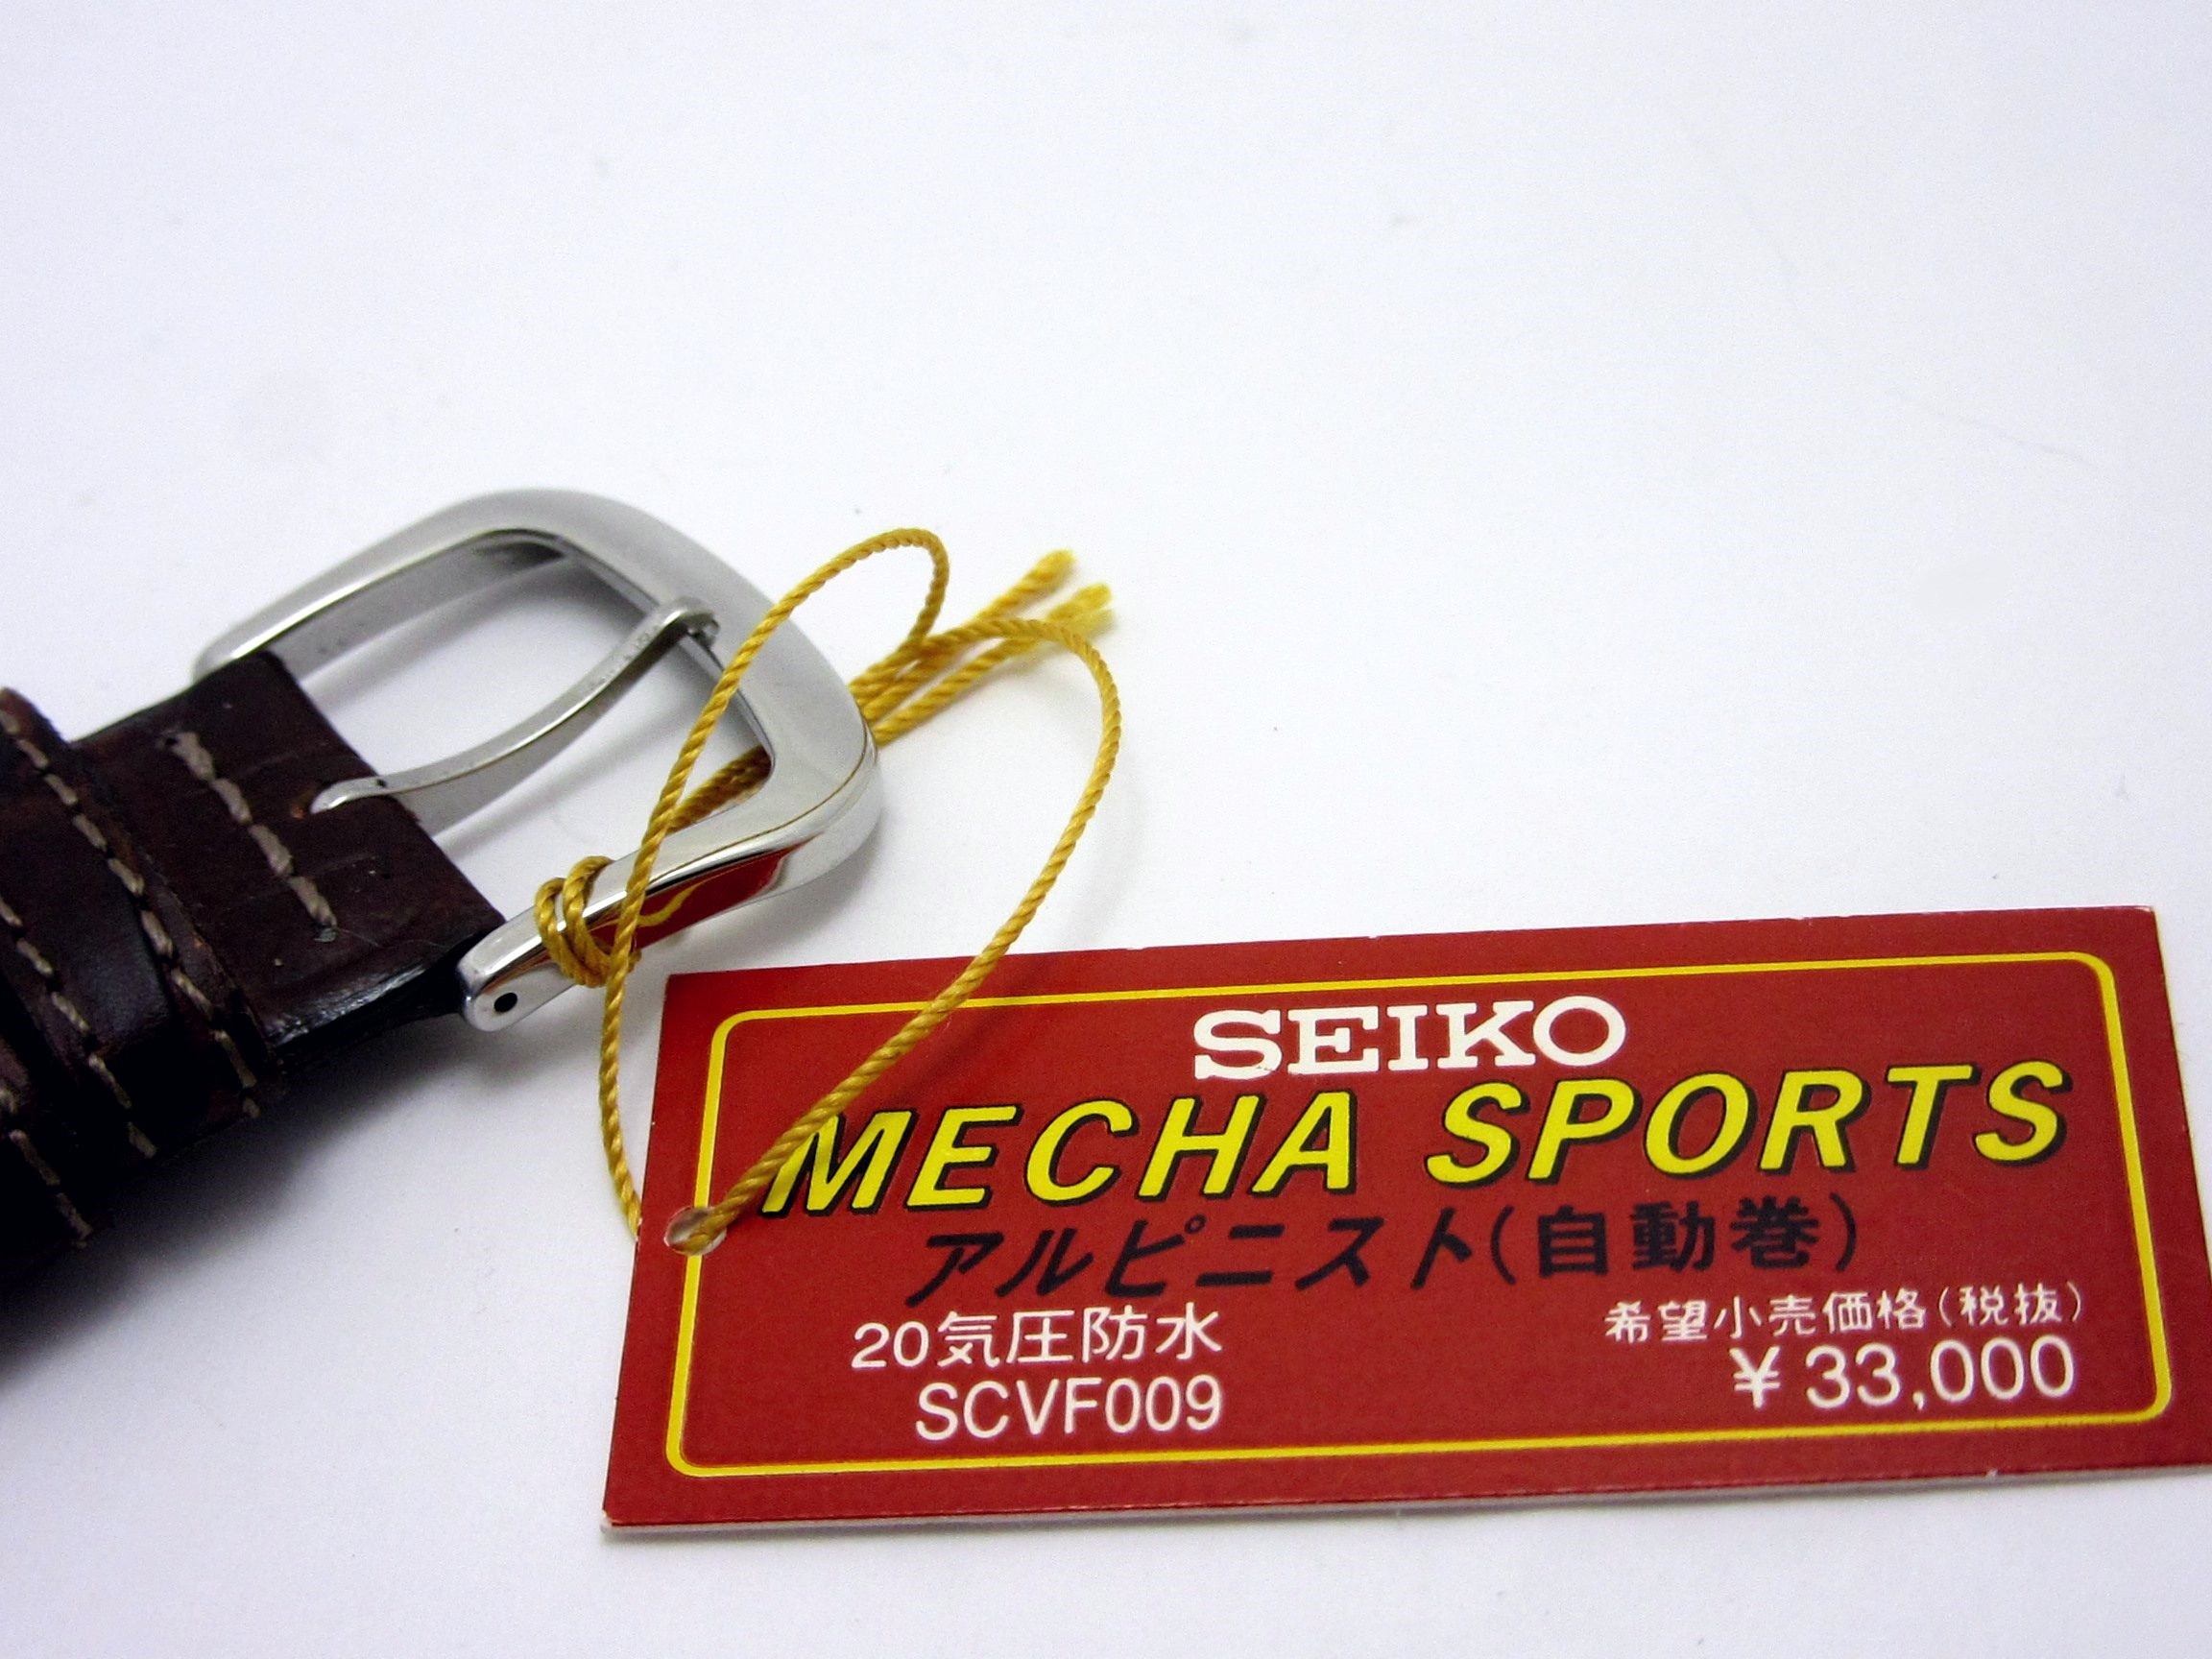 SEIKO
MECHA SPORTS
アルピニスト(自動巻)
20気圧防水
SCVF009
希望小売価格(税抜)
¥33,000